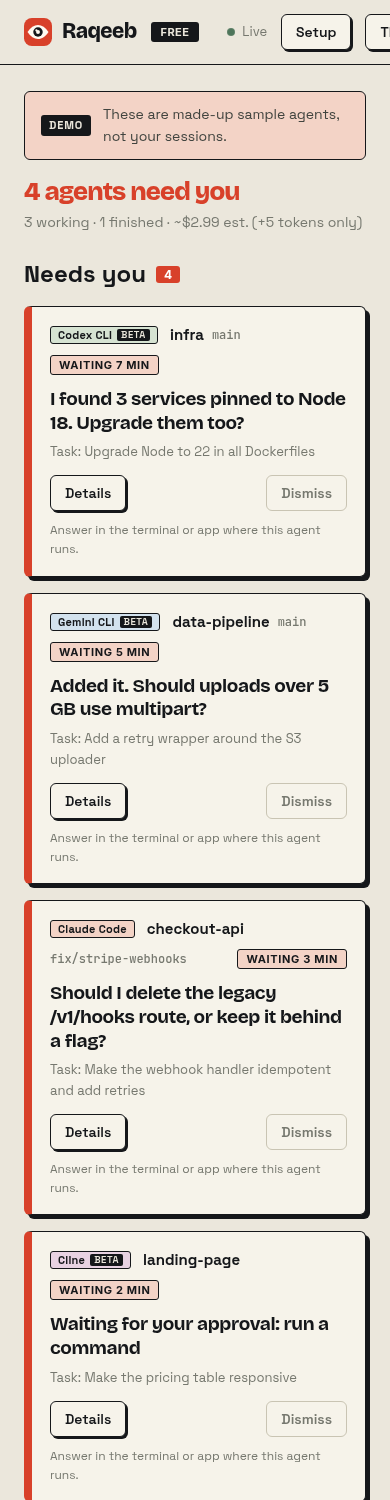 Raqeeb FREE Live Setup
DEMO
These are made-up sample agents,
not your sessions.
4 agents need you
3 working · 1 finished · ~$2.99 est. (+5 tokens only)
Needs you 4
Codex CLI BETA infra main
WAITING 7 MIN
I found 3 services pinned to Node
18. Upgrade them too?
Task: Upgrade Node to 22 in all Dockerfiles
Details Dismiss
Answer in the terminal or app where this agent
runs.
Gemini CLI BETA data-pipeline main
WAITING 5 MIN
Added it. Should uploads over 5
GB use multipart?
Task: Add a retry wrapper around the S3
uploader
Details Dismiss
Answer in the terminal or app where this agent
runs.
Claude Code checkout-api
fix/stripe-webhooks WAITING 3 MIN
Should I delete the legacy
/v1/hooks route, or keep it behind
a flag?
Task: Make the webhook handler idempotent
and add retries
Details Dismiss
Answer in the terminal or app where this agent
runs.
Cline BETA landing-page
WAITING 2 MIN
Waiting for your approval: run a
command
Task: Make the pricing table responsive
Details Dismiss
Answer in the terminal or app where this agent
runs.